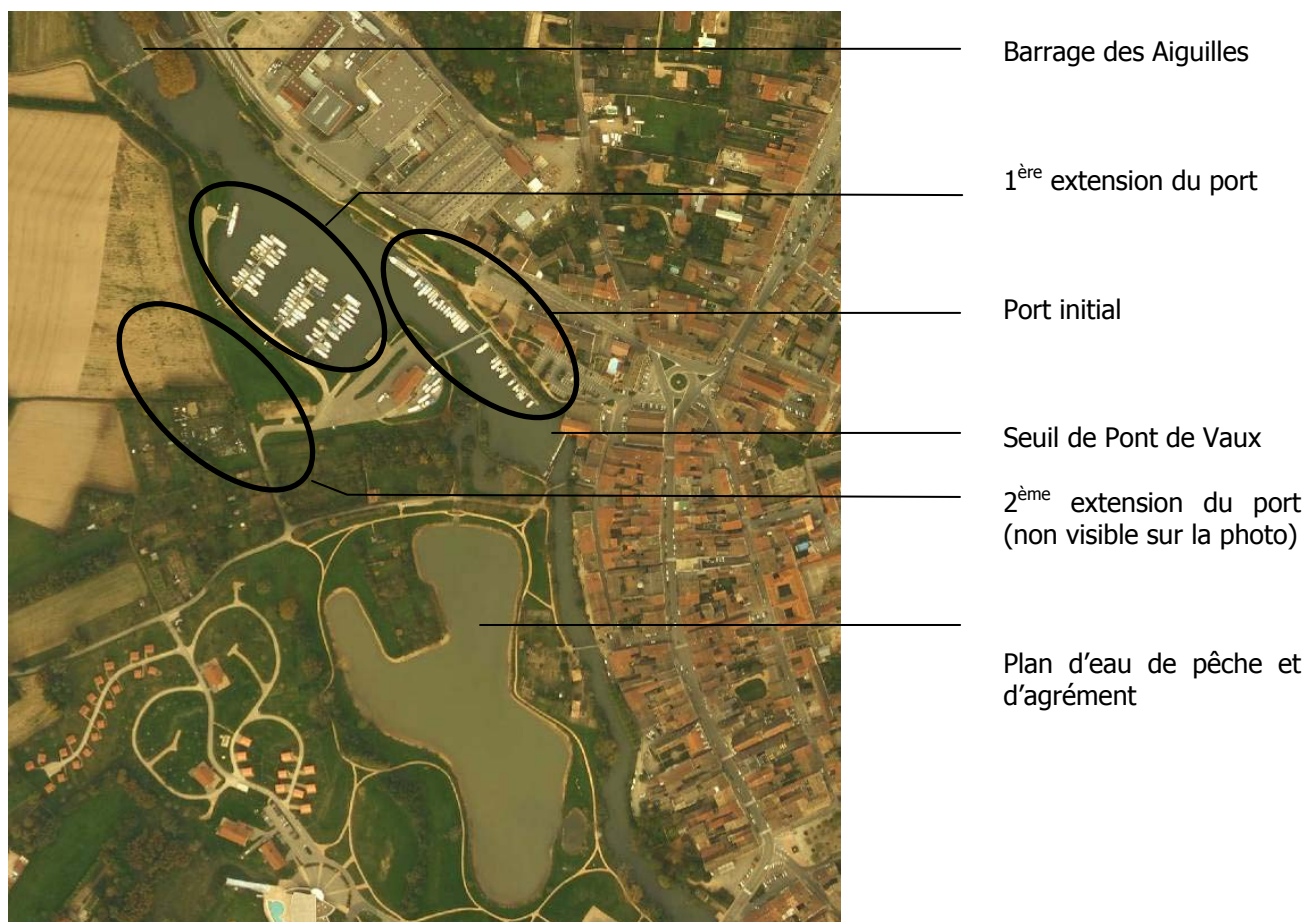 Barrage des Aiguilles
1ère extension du port
Port initial
Seuil de Pont de Vaux
2ème extension du port
(non visible sur la photo)
Plan d'eau de pêche et
d'agrément